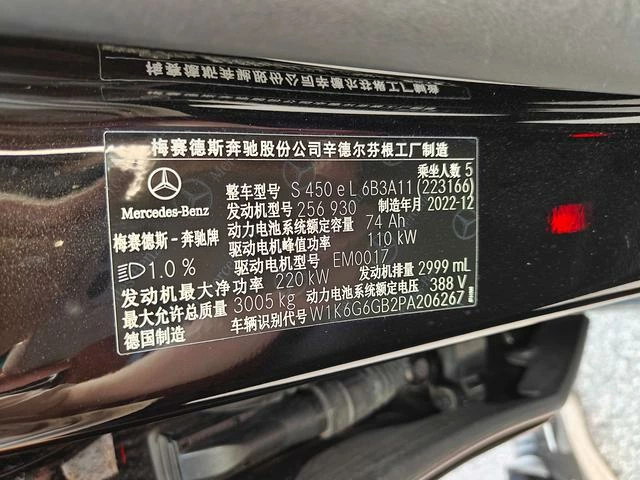 梅赛德斯奔驰股份公司辛德尔芬根工厂制造
乘坐人数 5
整车型号 S 450 e L 6B3A11 (223166)
Mercedes-Benz
发动机型号 256 930 制造年月 2022-12
梅赛德斯-奔驰牌 动力电池系统额定容量 74 Ah
驱动电机峰值功率 110 kW
1.0 % 驱动电机型号 EM0017 发动机排量 2999 mL
发动机最大净功率 220 kW
最大允许总质量 3005 kg 动力电池系统额定电压 388 V
德国制造 车辆识别代号 W1K6G6GB2PA206267